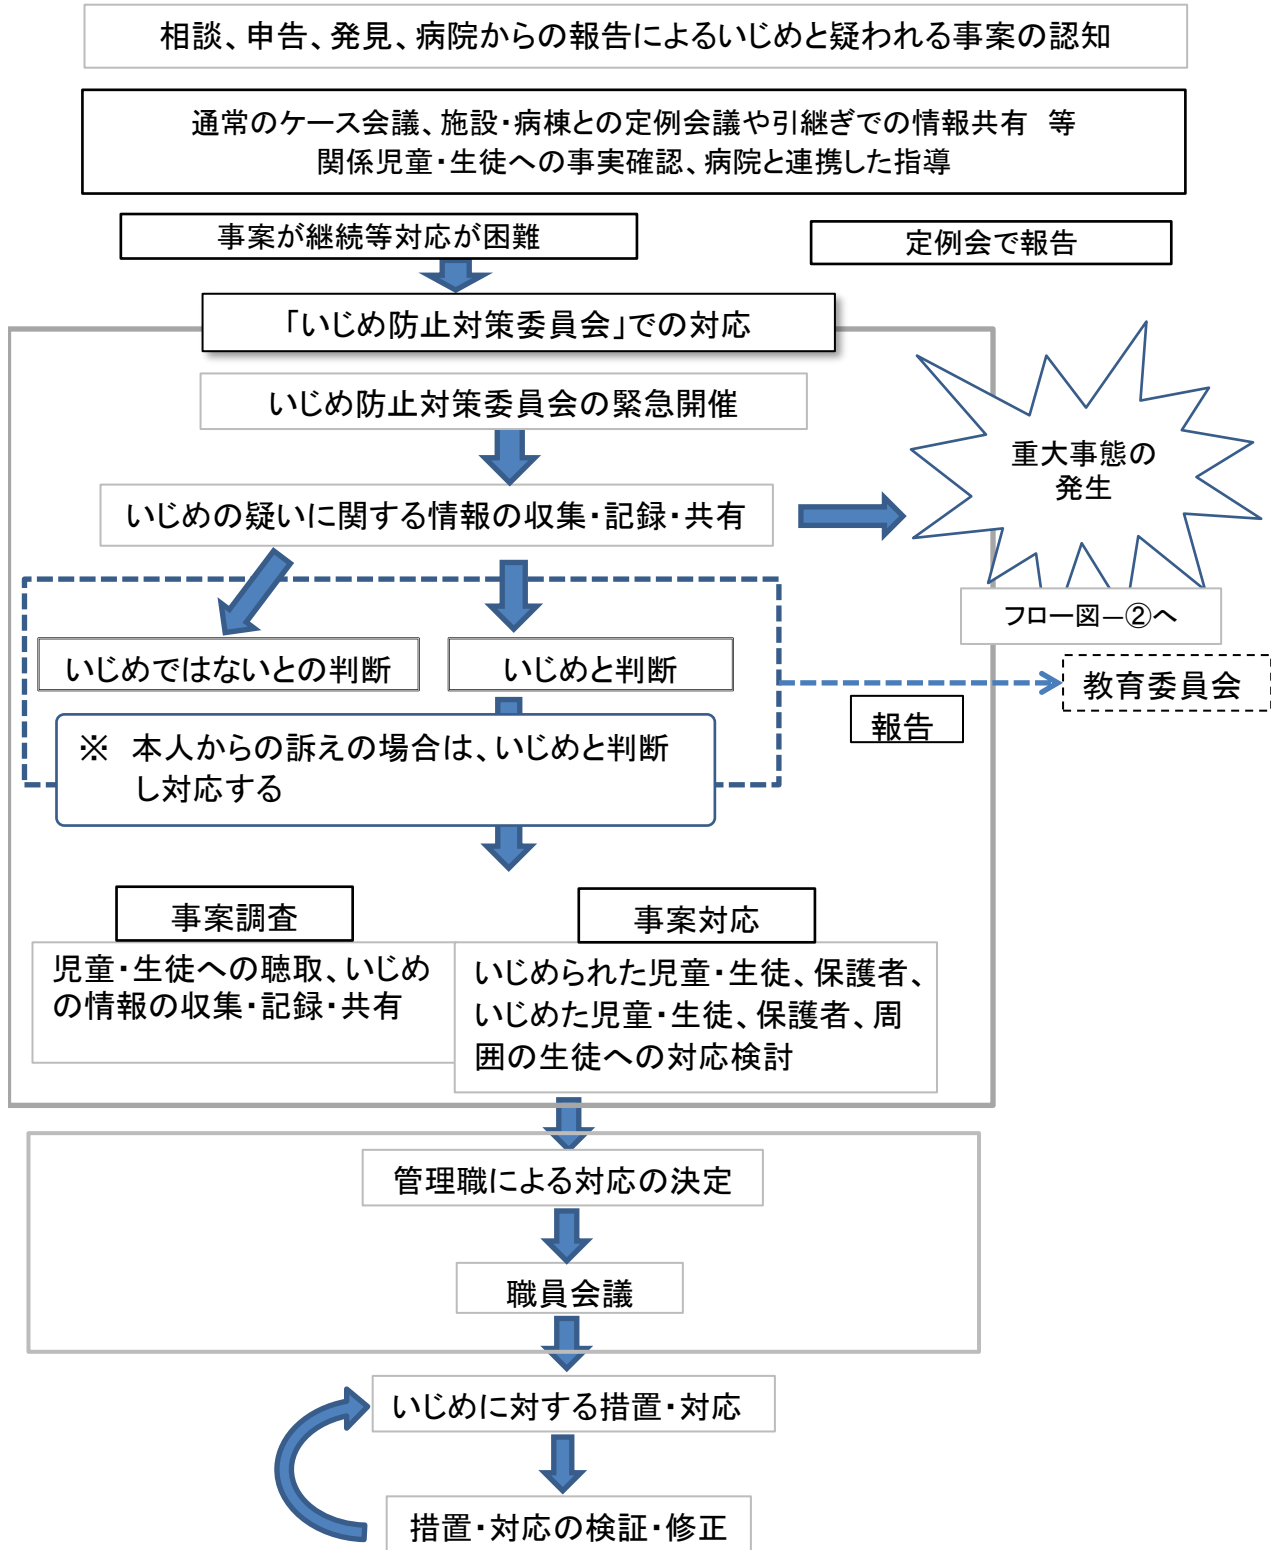 相談、申告、発見、病院からの報告によるいじめと疑われる事案の認知
通常のケース会議、施設・病棟との定例会議や引継ぎでの情報共有　等
関係児童・生徒への事実確認、病院と連携した指導
事案が継続等対応が困難
定例会で報告
「いじめ防止対策委員会」での対応
いじめ防止対策委員会の緊急開催
重大事態の
発生
いじめの疑いに関する情報の収集・記録・共有
フロー図―②へ
いじめではないとの判断
いじめと判断
教育委員会
報告
※　本人からの訴えの場合は、いじめと判断
し対応する
事案調査
児童・生徒への聴取、いじめ
の情報の収集・記録・共有
事案対応
いじめられた児童・生徒、保護者、
いじめた児童・生徒、保護者、周
囲の生徒への対応検討
管理職による対応の決定
職員会議
いじめに対する措置・対応
措置・対応の検証・修正